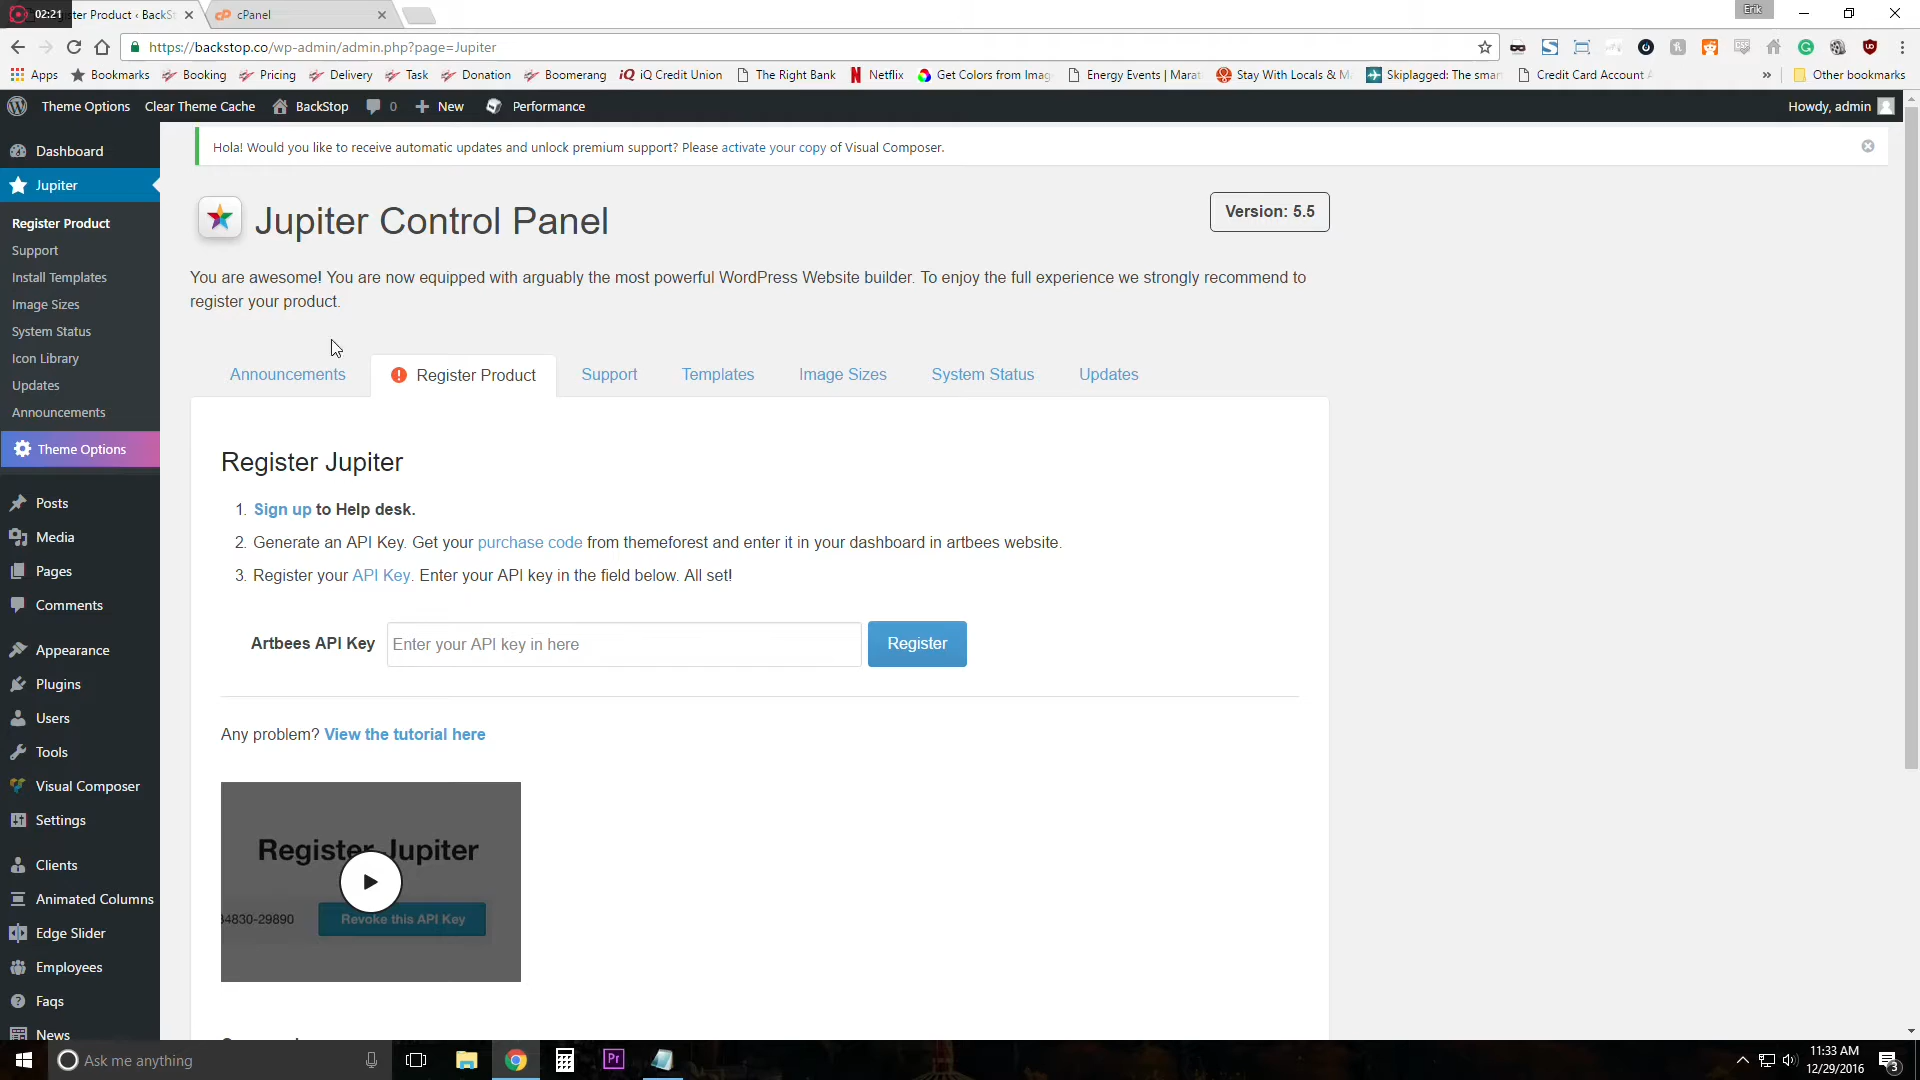 02:21
ter Product ‹ BackSt
cPanel
Erik
https://backstop.co/wp-admin/admin.php?page=Jupiter
Apps
Bookmarks
Booking
Pricing
Delivery
Task
Donation
Boomerang
iQ Credit Union
The Right Bank
Netflix
Get Colors from Imag
Energy Events | Marat
Stay With Locals & M
Skiplagged: The smar
Credit Card Account
»
Other bookmarks
Theme Options
Clear Theme Cache
BackStop
0
New
Performance
Howdy, admin
Dashboard
Jupiter
Register Product
Support
Install Templates
Image Sizes
System Status
Icon Library
Updates
Announcements
Theme Options
Posts
Media
Pages
Comments
Appearance
Plugins
Users
Tools
Visual Composer
Settings
Clients
Animated Columns
Edge Slider
Employees
Faqs
News
Hola! Would you like to receive automatic updates and unlock premium support? Please activate your copy of Visual Composer.
Jupiter Control Panel
Version: 5.5
You are awesome! You are now equipped with arguably the most powerful WordPress Website builder. To enjoy the full experience we strongly recommend to
register your product.
Announcements
Register Product
Support
Templates
Image Sizes
System Status
Updates
Register Jupiter
1. Sign up to Help desk.
2. Generate an API Key. Get your purchase code from themeforest and enter it in your dashboard in artbees website.
3. Register your API Key. Enter your API key in the field below. All set!
Artbees API Key
Enter your API key in here
Register
Any problem? View the tutorial here
Register Jupiter
34830-29890
Revoke this API Key
Ask me anything
Pr
11:33 AM
12/29/2016
3